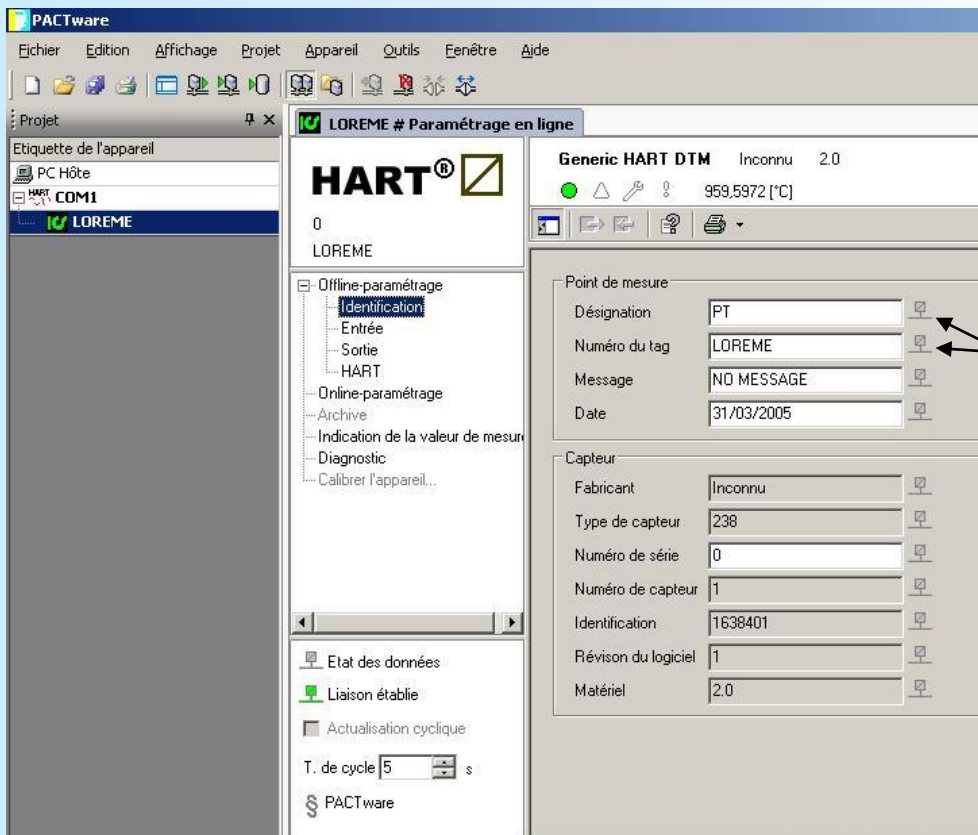 PACTware
Fichier Edition Affichage Projet Appareil Outils Fenêtre Aide
Projet
Etiquette de l'appareil
PC Hôte
HART COM1
LOREME
LOREME # Paramétrage en ligne
HART®
0
LOREME
Offline-paramétrage
Identification
Entrée
Sortie
HART
Online-paramétrage
Archive
Indication de la valeur de mesur
Diagnostic
Calibrer l'appareil...
Etat des données
Liaison établie
Actualisation cyclique
T. de cycle 5 s
§ PACTware
Generic HART DTM Inconnu 2.0
959,5972 [°C]
Point de mesure
Désignation PT
Numéro du tag LOREME
Message NO MESSAGE
Date 31/03/2005
Capteur
Fabricant Inconnu
Type de capteur 238
Numéro de série 0
Numéro de capteur 1
Identification 1638401
Révison du logiciel 1
Matériel 2.0